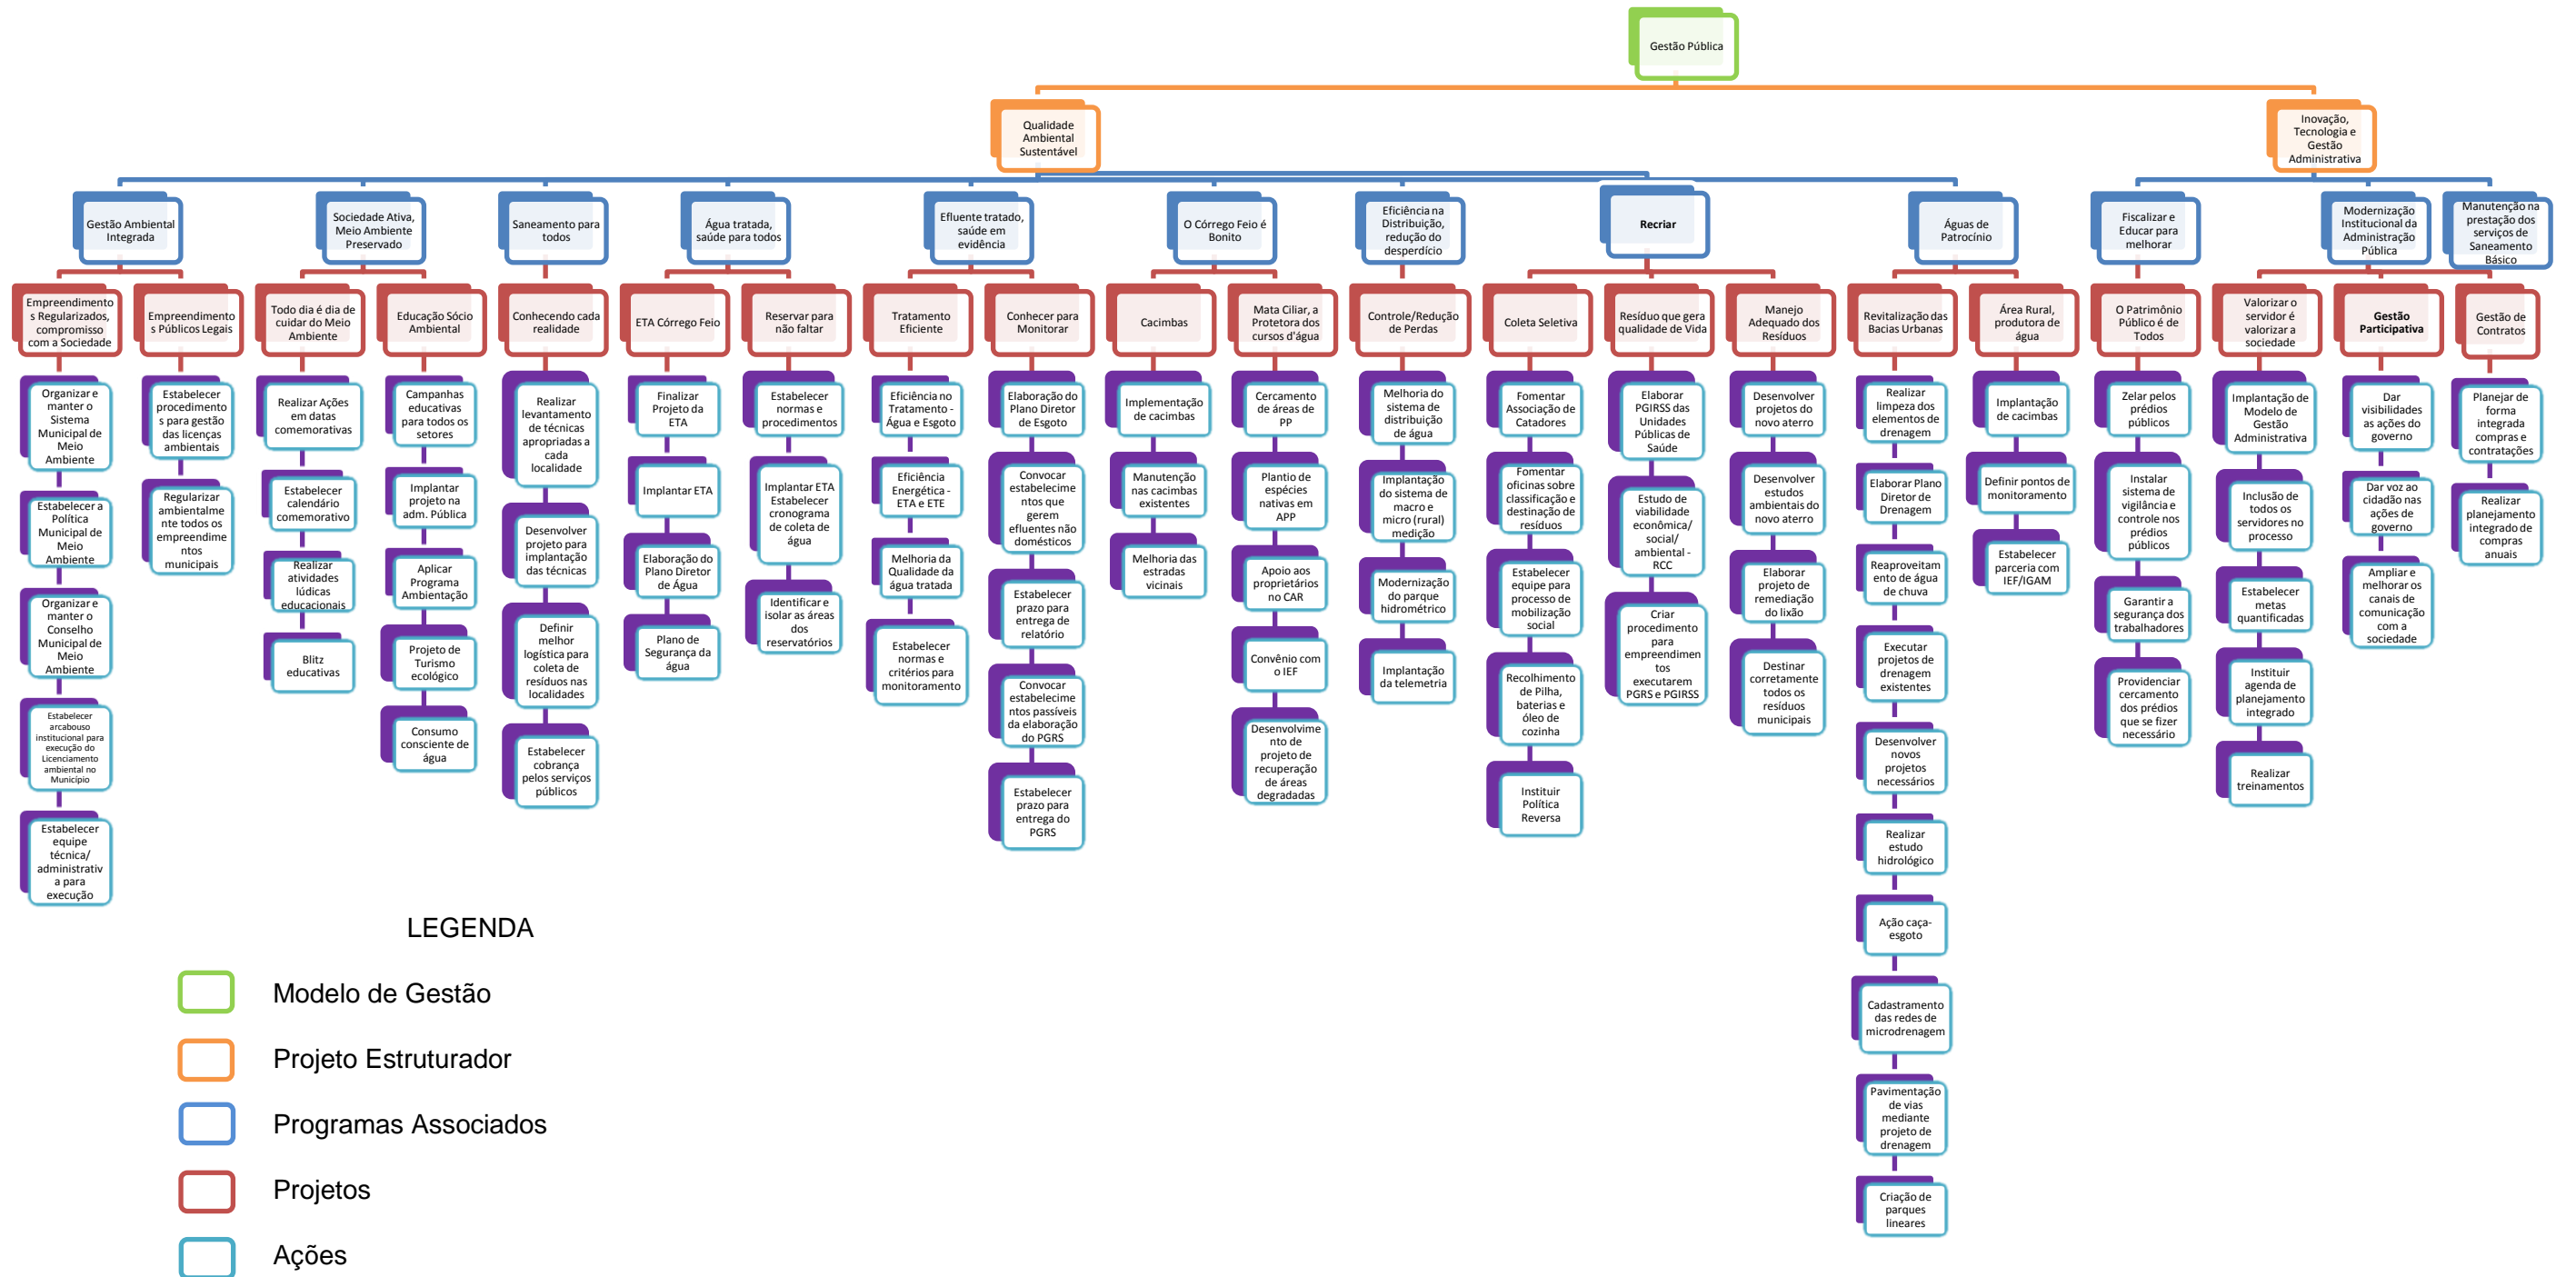 Gestão Pública
Qualidade
Ambiental
Sustentável
Inovação,
Tecnologia e
Gestão
Administrativa
Gestão Ambiental
Integrada
Sociedade Ativa,
Meio Ambiente
Preservado
Saneamento para
todos
Água tratada,
saúde para todos
Efluente tratado,
saúde em
evidência
O Córrego Feio é
Bonito
Eficiência na
Distribuição,
redução do
desperdício
Recriar
Águas de
Patrocínio
Fiscalizar e
Educar para
melhorar
Modernização
Institucional da
Administração
Pública
Manutenção na
prestação dos
serviços de
Saneamento
Básico
Empreendimento
s Regularizados,
compromisso
com a Sociedade
Empreendimento
s Públicos Legais
Todo dia é dia de
cuidar do Meio
Ambiente
Educação Sócio
Ambiental
Conhecendo cada
realidade
ETA Córrego Feio
Reservar para
não faltar
Tratamento
Eficiente
Conhecer para
Monitorar
Cacimbas
Mata Ciliar, a
Protetora dos
cursos d'água
Controle/Redução
de Perdas
Coleta Seletiva
Resíduo que gera
qualidade de Vida
Manejo
Adequado dos
Resíduos
Revitalização das
Bacias Urbanas
Área Rural,
produtora de
água
O Patrimônio
Público é de
Todos
Valorizar o
servidor é
valorizar a
sociedade
Gestão
Participativa
Gestão de
Contratos
Organizar e
manter o
Sistema
Municipal de
Meio
Ambiente
Estabelecer a
Política
Municipal de
Meio
Ambiente
Organizar e
manter o
Conselho
Municipal de
Meio
Ambiente
Estabelecer
arcabouso
institucional para
execução do
Licenciamento
ambiental no
Município
Estabelecer
equipe
técnica/
administrativ
a para
execução
Estabelecer
procedimento
s para gestão
das licenças
ambientais
Regularizar
ambientalme
nte todos os
empreendime
ntos
municipais
Realizar Ações
em datas
comemorativas
Estabelecer
calendário
comemorativo
Realizar
atividades
lúdicas
educacionais
Blitz
educativas
Campanhas
educativas
para todos os
setores
Implantar
projeto na
adm. Pública
Aplicar
Programa
Ambientação
Projeto de
Turismo
ecológico
Consumo
consciente de
água
Realizar
levantamento
de técnicas
apropriadas a
cada
localidade
Desenvolver
projeto para
implantação
das técnicas
Definir
melhor
logística para
coleta de
resíduos nas
localidades
Estabelecer
cobrança
pelos serviços
públicos
Finalizar
Projeto da
ETA
Implantar ETA
Elaboração do
Plano Diretor
de Água
Plano de
Segurança da
água
Estabelecer
normas e
procedimentos
Implantar ETA
Estabelecer
cronograma
de coleta de
água
Identificar e
isolar as áreas
dos
reservatórios
Eficiência no
Tratamento -
Água e Esgoto
Eficiência
Energética -
ETA e ETE
Melhoria da
Qualidade da
água tratada
Estabelecer
normas e
critérios para
monitoramento
Elaboração do
Plano Diretor
de Esgoto
Convocar
estabelecime
ntos que
gerem
efluentes não
domésticos
Estabelecer
prazo para
entrega de
relatório
Convocar
estabelecime
ntos passíveis
da elaboração
do PGRS
Estabelecer
prazo para
entrega do
PGRS
Implementação
de cacimbas
Manutenção
nas cacimbas
existentes
Melhoria das
estradas
vicinais
Cercamento
de áreas de
PP
Plantio de
espécies
nativas em
APP
Apoio aos
proprietários
no CAR
Convênio com
o IEF
Desenvolvime
nto de
projeto de
recuperação
de áreas
degradadas
Melhoria do
sistema de
distribuição
de água
Implantação
do sistema de
macro e
micro (rural)
medição
Modernização
do parque
hidrométrico
Implantação
da telemetria
Fomentar
Associação de
Catadores
Fomentar
oficinas sobre
classificação e
destinação de
resíduos
Estabelecer
equipe para
processo de
mobilização
social
Recolhimento
de Pilha,
baterias e
óleo de
cozinha
Instituir
Política
Reversa
Elaborar
PGIRSS das
Unidades
Públicas de
Saúde
Estudo de
viabilidade
econômica/
social/
ambiental -
RCC
Criar
procedimento
para
empreendimen
tos
executarem
PGRS e PGIRSS
Desenvolver
projetos do
novo aterro
Desenvolver
estudos
ambientais do
novo aterro
Elaborar
projeto de
remediação
do lixão
Destinar
corretamente
todos os
resíduos
municipais
Realizar
limpeza dos
elementos de
drenagem
Elaborar Plano
Diretor de
Drenagem
Reaproveitam
ento de água
de chuva
Executar
projetos de
drenagem
existentes
Desenvolver
novos
projetos
necessários
Realizar
estudo
hidrológico
Ação caça-
esgoto
Cadastramento
das redes de
microdrenagem
Pavimentação
de vias
mediante
projeto de
drenagem
Criação de
parques
lineares
Implantação
de cacimbas
Definir pontos de
monitoramento
Estabelecer
parceria com
IEF/IGAM
Zelar pelos
prédios
públicos
Instalar
sistema de
vigilância e
controle nos
prédios
públicos
Garantir a
segurança dos
trabalhadores
Providenciar
cercamento
dos prédios
que se fizer
necessário
Implantação de
Modelo de
Gestão
Administrativa
Inclusão de
todos os
servidores no
processo
Estabelecer
metas
quantificadas
Instituir
agenda de
planejamento
integrado
Realizar
treinamentos
Dar
visibilidades
as ações do
governo
Dar voz ao
cidadão nas
ações de
governo
Ampliar e
melhorar os
canais de
comunicação
com a
sociedade
Planejar de
forma
integrada
compras e
contratações
Realizar
planejamento
integrado de
compras
anuais
LEGENDA
Modelo de Gestão
Projeto Estruturador
Programas Associados
Projetos
Ações